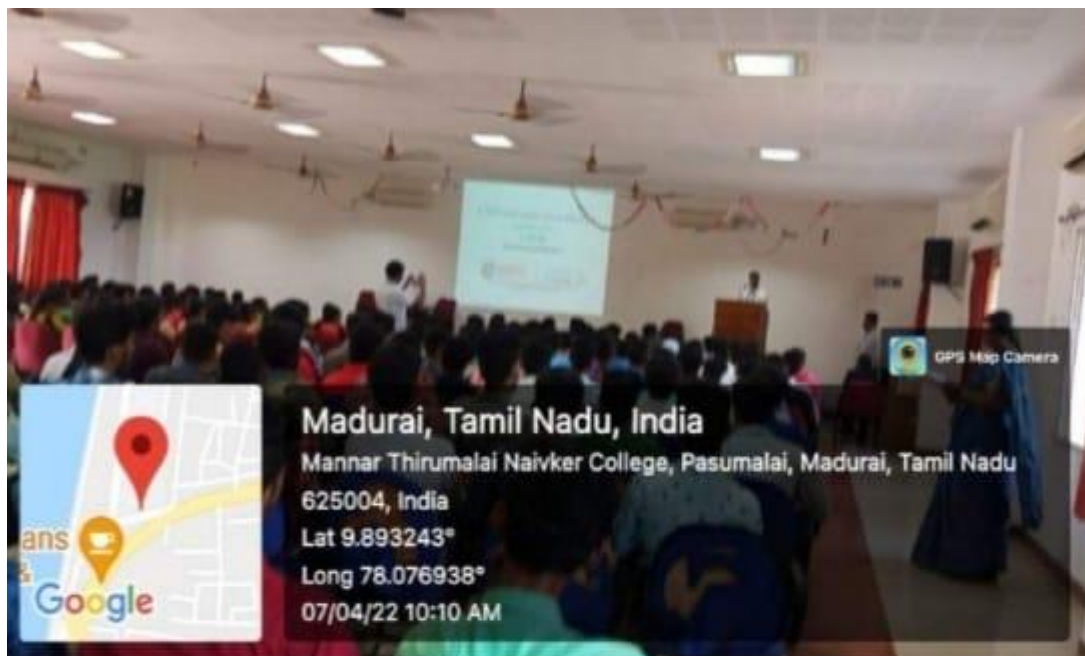 GPS Map Camera
Madurai, Tamil Nadu, India
Mannar Thirumalai Naivker College, Pasumalai, Madurai, Tamil Nadu
625004, India
Lat 9.893243°
Long 78.076938°
07/04/22 10:10 AM
ans
&
Google